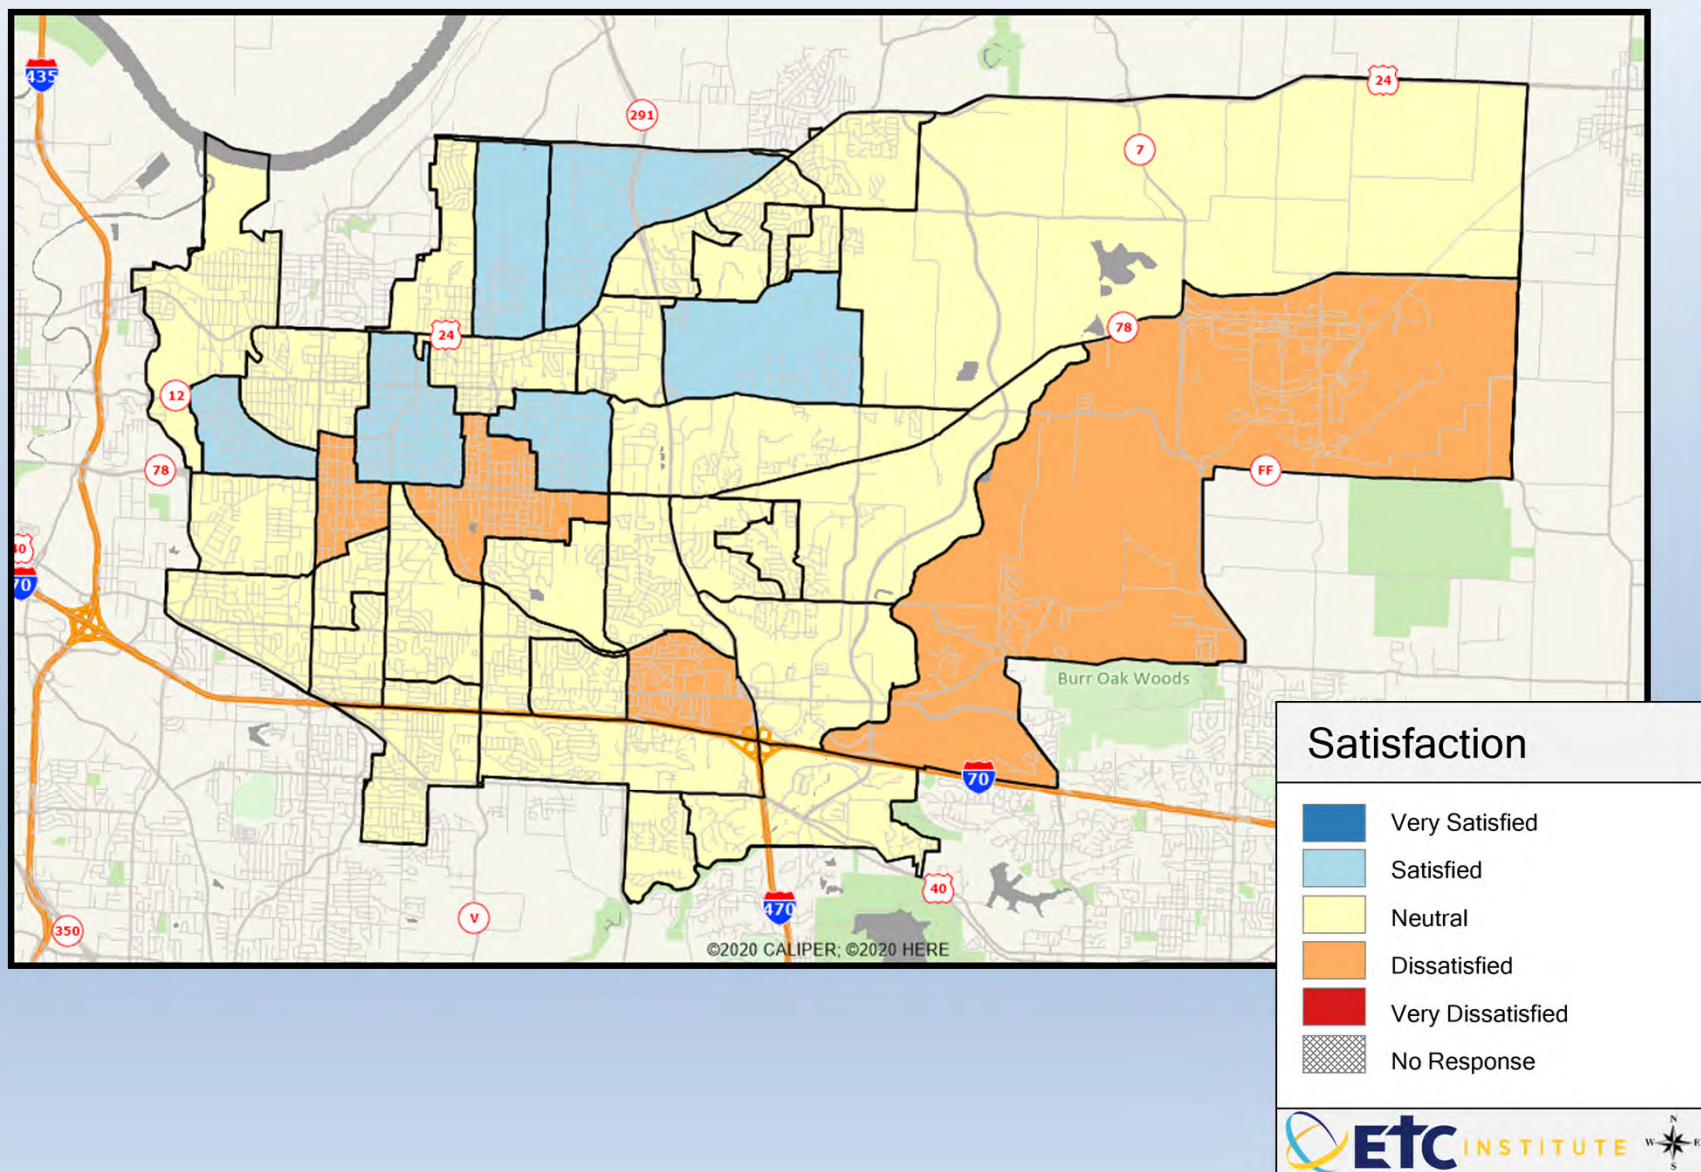 435
24
291
7
24
78
12
78
FF
40
70
Burr Oak Woods
70
40
470
V
350
©2020 CALIPER; ©2020 HERE
Satisfaction
Very Satisfied
Satisfied
Neutral
Dissatisfied
Very Dissatisfied
No Response
ETC INSTITUTE
N
W E
S